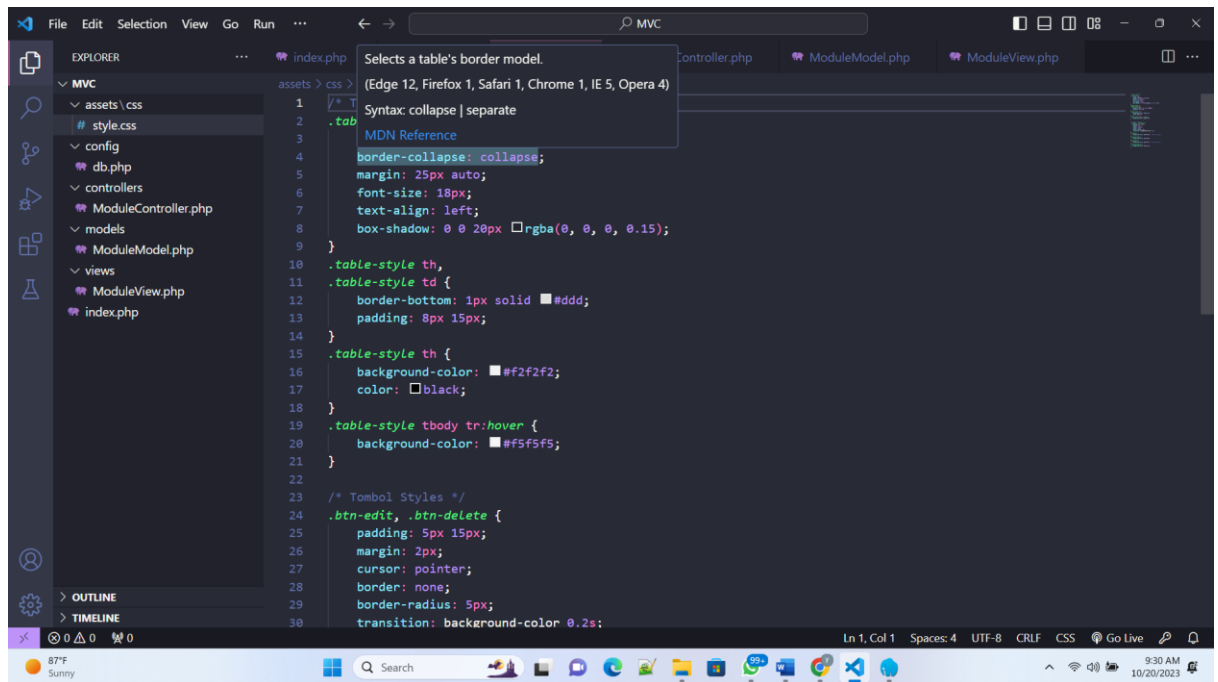 File Edit Selection View Go Run ··· MVC
EXPLORER ···
MVC
assets\css
# style.css
config
db.php
controllers
ModuleController.php
models
ModuleModel.php
views
ModuleView.php
index.php
OUTLINE
TIMELINE
index.php Controller.php ModuleModel.php ModuleView.php ···
assets > css >
Selects a table's border model.
(Edge 12, Firefox 1, Safari 1, Chrome 1, IE 5, Opera 4)
Syntax: collapse | separate
MDN Reference
1 /* T
2 .tab
3
4 border-collapse: collapse;
5 margin: 25px auto;
6 font-size: 18px;
7 text-align: left;
8 box-shadow: 0 0 20px rgba(0, 0, 0, 0.15);
9 }
10 .table-style th,
11 .table-style td {
12 border-bottom: 1px solid #ddd;
13 padding: 8px 15px;
14 }
15 .table-style th {
16 background-color: #f2f2f2;
17 color: black;
18 }
19 .table-style tbody tr:hover {
20 background-color: #f5f5f5;
21 }
22
23 /* Tombol Styles */
24 .btn-edit, .btn-delete {
25 padding: 5px 15px;
26 margin: 2px;
27 cursor: pointer;
28 border: none;
29 border-radius: 5px;
30 transition: background-color 0.2s;
0 0 0 Ln 1, Col 1 Spaces: 4 UTF-8 CRLF CSS Go Live
87°F
Sunny
Search
99+
9:30 AM
10/20/2023